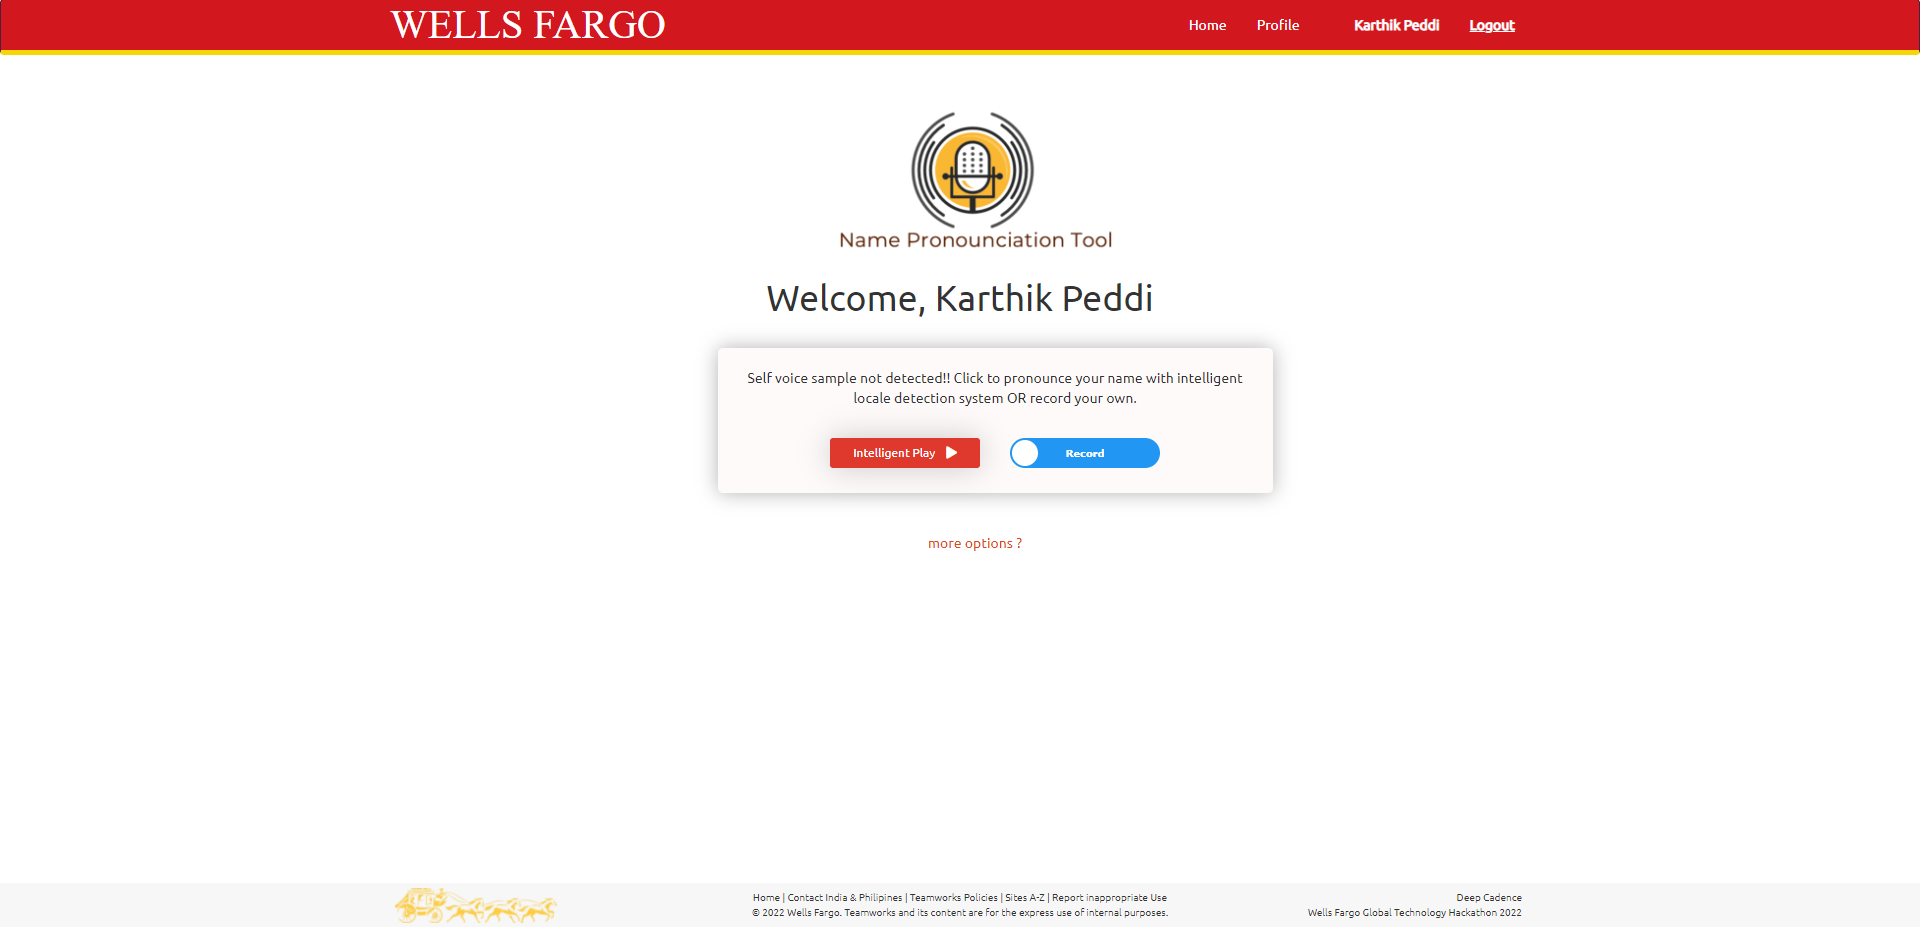 WELLS FARGO
Home Profile Karthik Peddi Logout
Name Pronounciation Tool
Welcome, Karthik Peddi
Self voice sample not detected!! Click to pronounce your name with intelligent
locale detection system OR record your own.
Intelligent Play Record
more options ?
Home | Contact India & Philipines | Teamworks Policies | Sites A-Z | Report inappropriate Use
© 2022 Wells Fargo. Teamworks and its content are for the express use of internal purposes.
Deep Cadence
Wells Fargo Global Technology Hackathon 2022